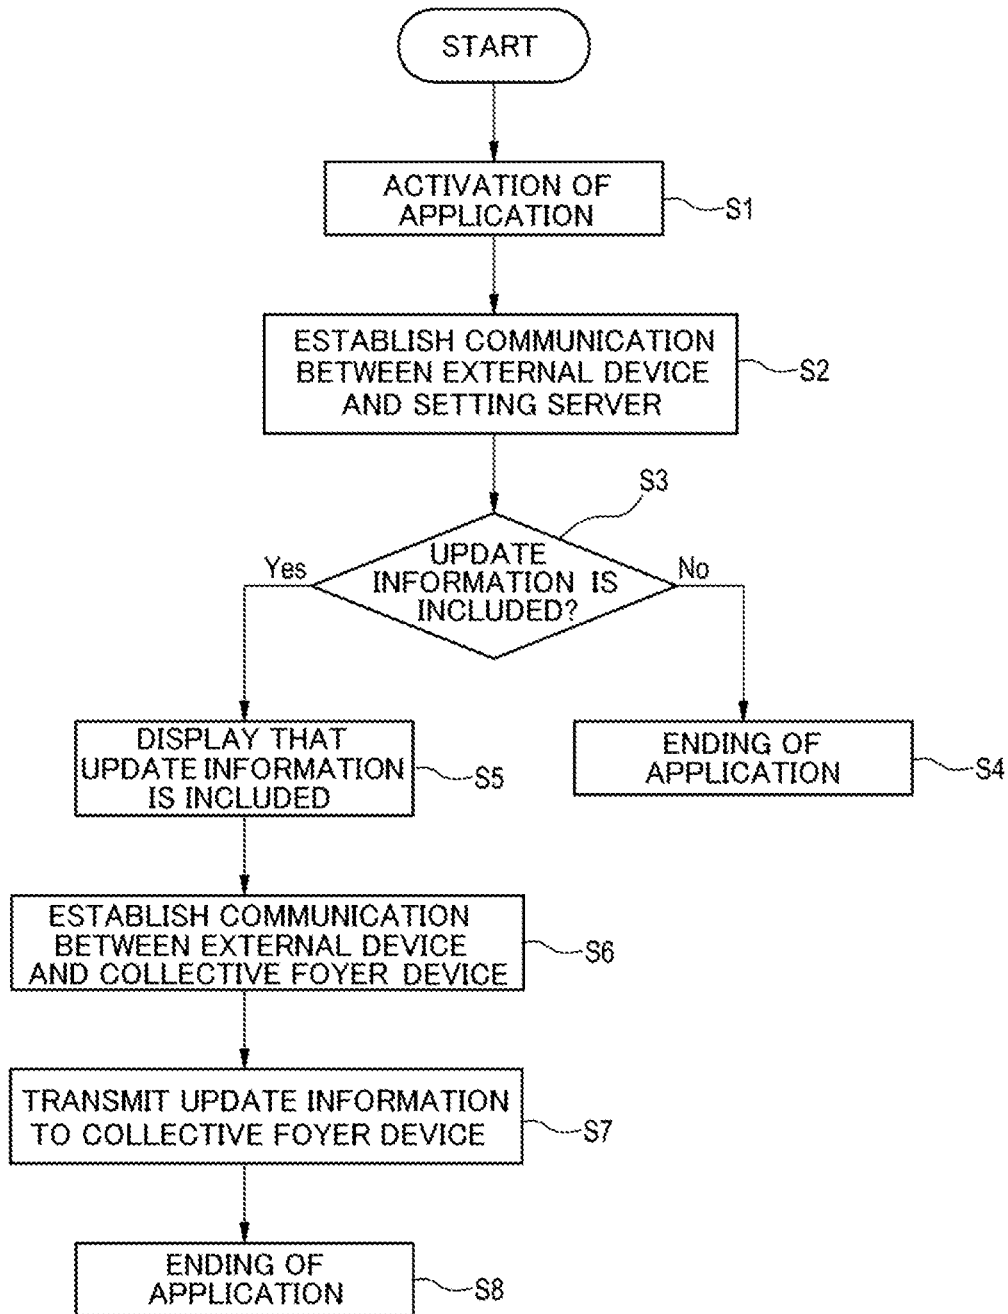 START
ACTIVATION OF
APPLICATION
S1
ESTABLISH COMMUNICATION
BETWEEN EXTERNAL DEVICE
AND SETTING SERVER
S2
S3
UPDATE
INFORMATION IS
INCLUDED?
Yes
No
DISPLAY THAT
UPDATE INFORMATION
IS INCLUDED
S5
ENDING OF
APPLICATION
S4
ESTABLISH COMMUNICATION
BETWEEN EXTERNAL DEVICE
AND COLLECTIVE FOYER DEVICE
S6
TRANSMIT UPDATE INFORMATION
TO COLLECTIVE FOYER DEVICE
S7
ENDING OF
APPLICATION
S8